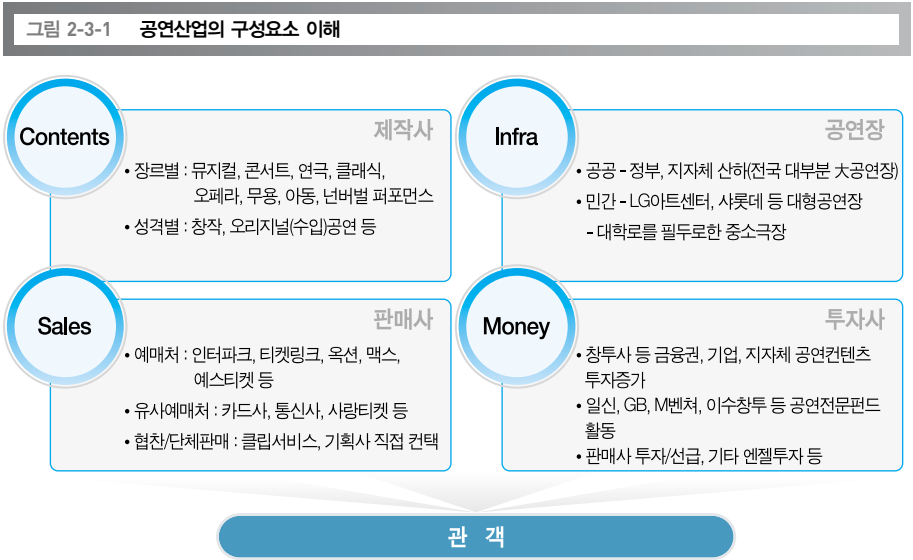 그림 2-3-1 공연산업의 구성요소 이해
Contents
제작사
• 장르별 : 뮤지컬, 콘서트, 연극, 클래식,
오페라, 무용, 아동, 넌버벌 퍼포먼스
• 성격별 : 창작, 오리지널(수입)공연 등
Infra
공연장
• 공공 - 정부, 지자체 산하(전국 대부분 大공연장)
• 민간 - LG아트센터, 샤롯데 등 대형공연장
- 대학로를 필두로한 중소극장
Sales
판매사
• 예매처 : 인터파크, 티켓링크, 옥션, 맥스,
예스티켓 등
• 유사예매처 : 카드사, 통신사, 사랑티켓 등
• 협찬/단체판매 : 클립서비스, 기획사 직접 컨택
Money
투자사
• 창투사 등 금융권, 기업, 지자체 공연컨텐츠
투자증가
• 일신, GB, M벤처, 이수창투 등 공연전문펀드
활동
• 판매사 투자/선급, 기타 엔젤투자 등
관 객